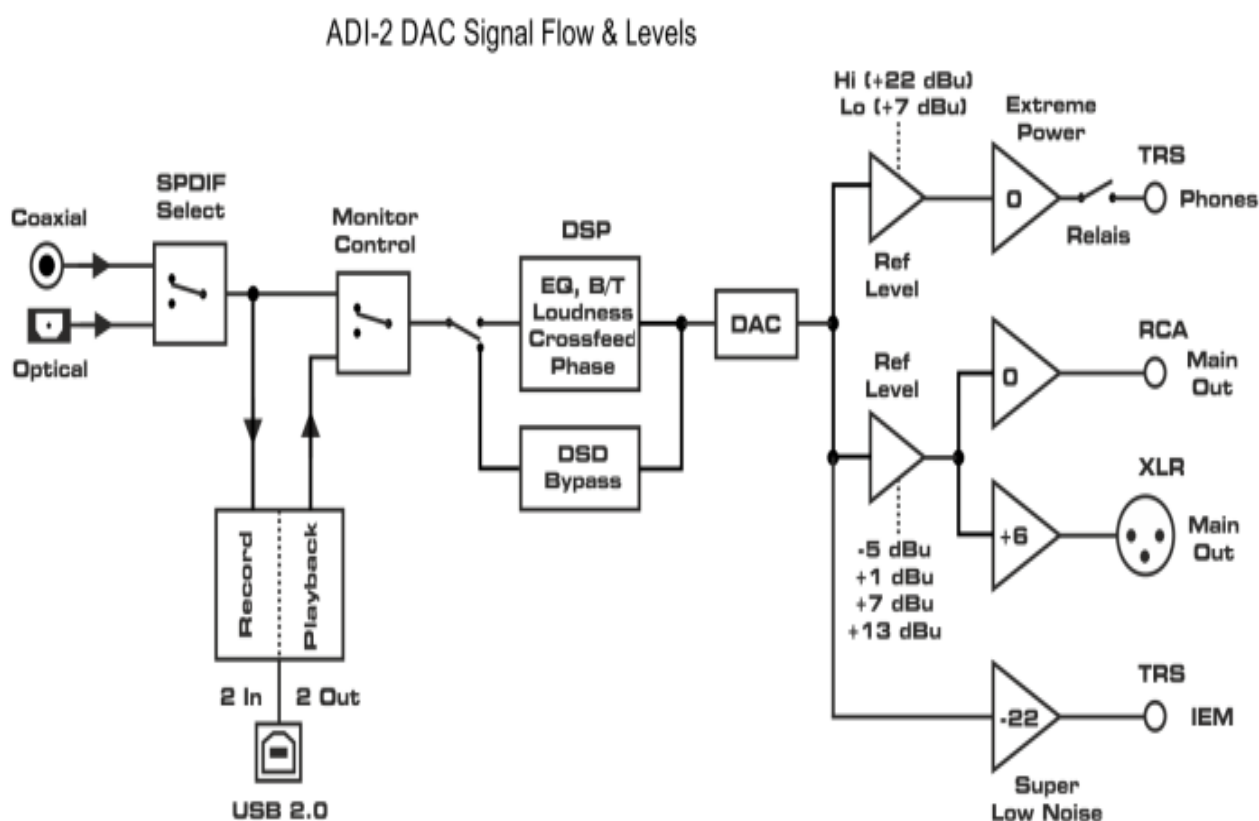 ADI-2 DAC Signal Flow & Levels
Hi (+22 dBu)
Lo (+7 dBu)
Extreme
Power
TRS
Phones
0
Relais
Ref
Level
SPDIF
Select
Coaxial
Optical
Monitor
Control
DSP
EQ, B/T
Loudness
Crossfeed
Phase
DSD
Bypass
DAC
Ref
Level
-5 dBu
+1 dBu
+7 dBu
+13 dBu
0
RCA
Main
Out
+6
XLR
Main
Out
-22
TRS
IEM
Super
Low Noise
Record
Playback
2 In
2 Out
USB 2.0